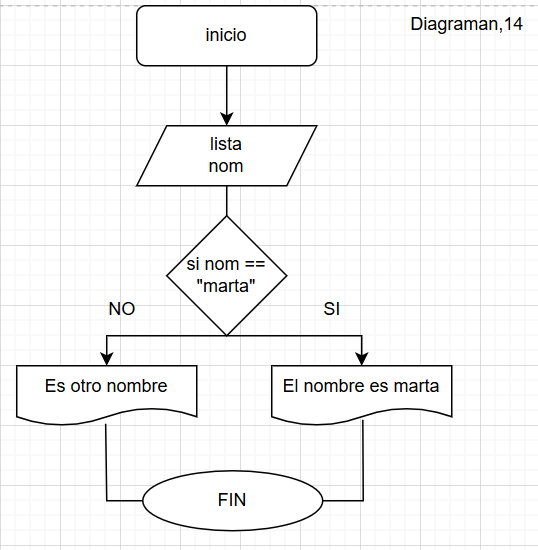 Diagraman,14
inicio
lista
nom
si nom ==
"marta"
NO
SI
Es otro nombre
El nombre es marta
FIN